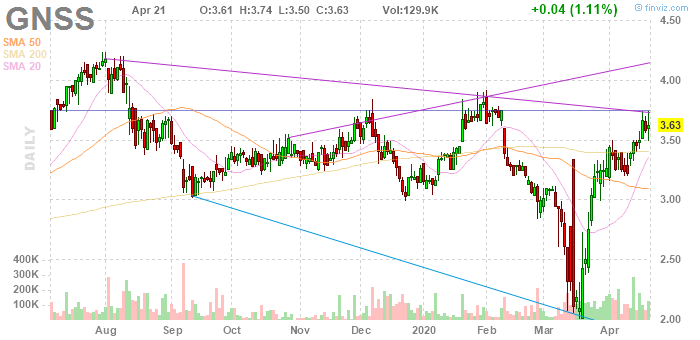 © finviz.com
GNSS Apr 21 O:3.61 H:3.74 L:3.50 C:3.63 Vol:129.9K +0.04 (1.11%)
SMA 50
SMA 200
SMA 20
DAILY
4.50
4.00
3.63
3.50
3.00
2.50
2.00
400K
300K
200K
100K
Aug Sep Oct Nov Dec 2020 Feb Mar Apr